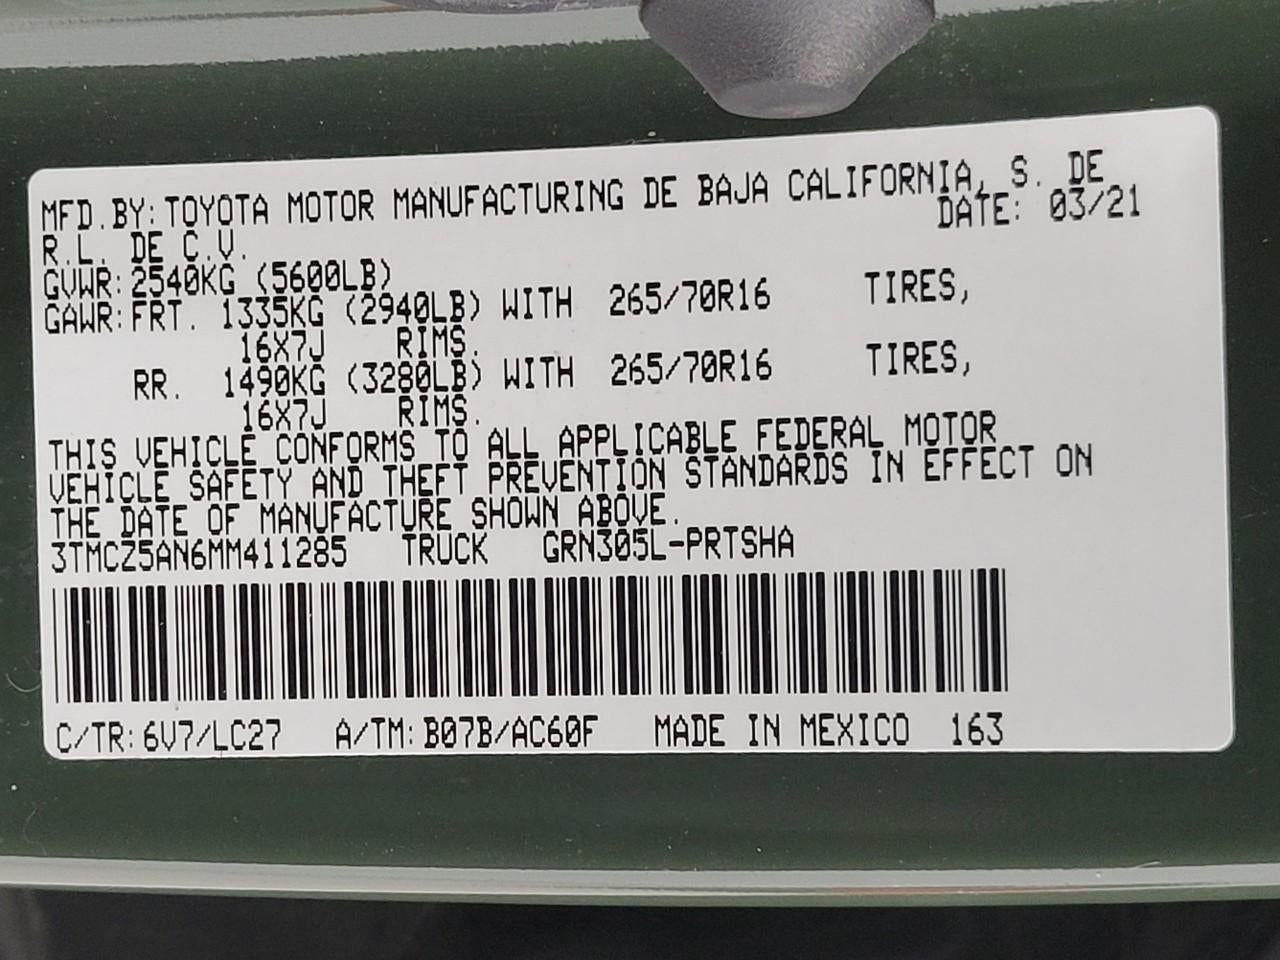 MFD.BY:TOYOTA MOTOR MANUFACTURING DE BAJA CALIFORNIA, S. DE
R.L. DE C.V. DATE: 03/21
GVWR:2540KG (5600LB)
GAWR:FRT. 1335KG (2940LB) WITH 265/70R16 TIRES,
16X7J RIMS.
RR. 1490KG (3280LB) WITH 265/70R16 TIRES,
16X7J RIMS.
THIS VEHICLE CONFORMS TO ALL APPLICABLE FEDERAL MOTOR
VEHICLE SAFETY AND THEFT PREVENTION STANDARDS IN EFFECT ON
THE DATE OF MANUFACTURE SHOWN ABOVE.
3TMCZ5AN6MM411285 TRUCK GRN305L-PRTSHA
C/TR:6V7/LC27 A/TM:B07B/AC60F MADE IN MEXICO 163